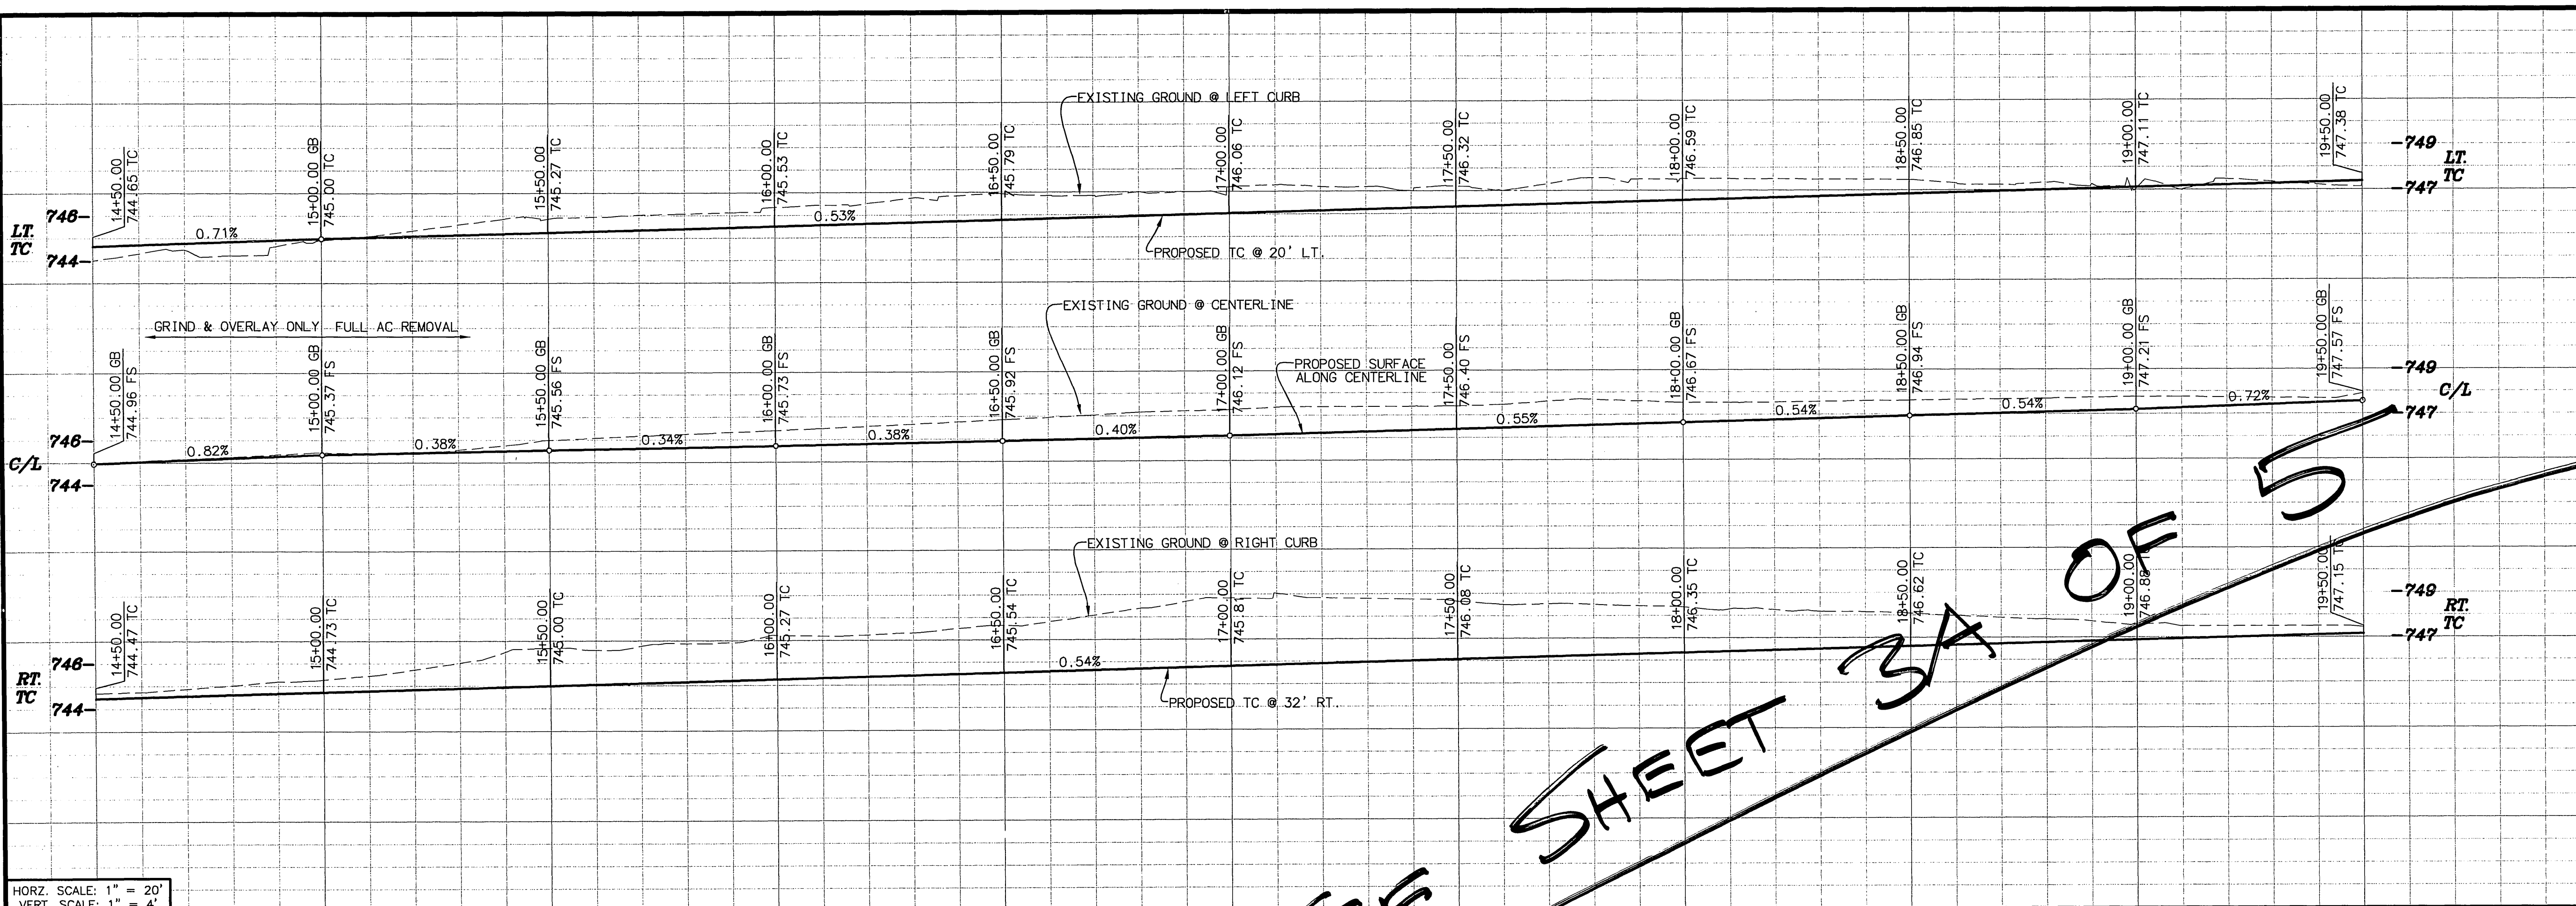 EXISTING GROUND @ LEFT CURB
14+50.00
744.65 TC
15+00.00 GB
745.00 TC
15+50.00
745.27 TC
16+00.00
745.53 TC
16+50.00
745.79 TC
17+00.00
746.06 TC
17+50.00
746.32 TC
18+00.00
746.59 TC
18+50.00
746.85 TC
19+00.00
747.11 TC
19+50.00
747.38 TC
746-
LT.
TC
744-
0.71%
0.53%
PROPOSED TC @ 20' LT.
-749
LT.
TC
-747
EXISTING GROUND @ CENTERLINE
GRIND & OVERLAY ONLY
FULL AC REMOVAL
14+50.00 GB
744.96 FS
15+00.00 GB
745.37 FS
15+50.00 GB
745.56 FS
16+00.00 GB
745.73 FS
16+50.00 GB
745.92 FS
17+00.00 GB
746.12 FS
17+50.00
746.40 FS
18+00.00 GB
746.67 FS
18+50.00 GB
746.94 FS
19+00.00 GB
747.21 FS
19+50.00 GB
747.57 FS
PROPOSED SURFACE
ALONG CENTERLINE
746-
C/L
744-
0.82%
0.38%
0.34%
0.38%
0.40%
0.55%
0.54%
0.54%
0.72%
-749
C/L
-747
EXISTING GROUND @ RIGHT CURB
14+50.00
744.47 TC
15+00.00
744.73 TC
15+50.00
745.00 TC
16+00.00
745.27 TC
16+50.00
745.54 TC
17+00.00
745.81 TC
17+50.00
746.08 TC
18+00.00
746.35 TC
18+50.00
746.62 TC
19+00.00
746.88 TC
19+50.00
747.15 TC
746-
RT.
TC
744-
0.54%
PROPOSED TC @ 32' RT.
-749
RT.
TC
-747
SHEET 3A OF 5
HORZ. SCALE: 1" = 20'
VERT. SCALE: 1" = 4'